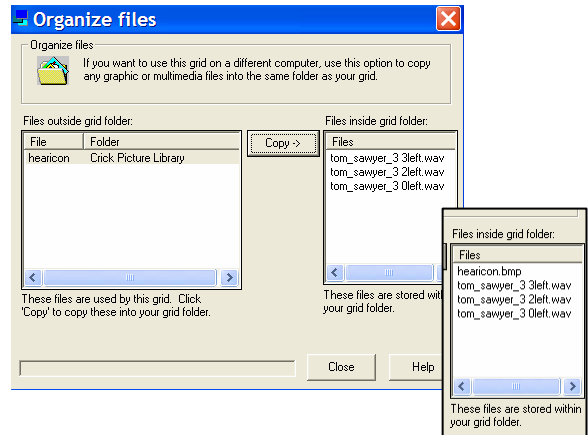 Organize files
Organize files
If you want to use this grid on a different computer, use this option to copy
any graphic or multimedia files into the same folder as your grid.
Files outside grid folder:
File Folder
hearicon Crick Picture Library
Copy ->
Files inside grid folder:
Files
tom_sawyer_3 3left.wav
tom_sawyer_3 2left.wav
tom_sawyer_3 0left.wav
These files are used by this grid. Click
'Copy' to copy these into your grid folder.
These files are stored with
your grid folder.
Close
Help
Files inside grid folder:
Files
hearicon.bmp
tom_sawyer_3 3left.wav
tom_sawyer_3 2left.wav
tom_sawyer_3 0left.wav
These files are stored within
your grid folder.